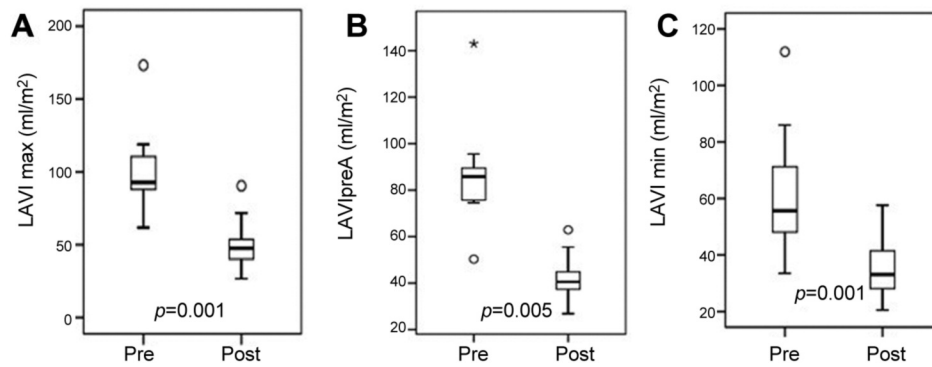 A
LAVI max (ml/m²)
200
150
100
50
0
p=0.001
Pre
Post
B
LAVIpreA (ml/m²)
140
120
100
80
60
40
20
*
p=0.005
Pre
Post
C
LAVI min (ml/m²)
120
100
80
60
40
20
p=0.001
Pre
Post